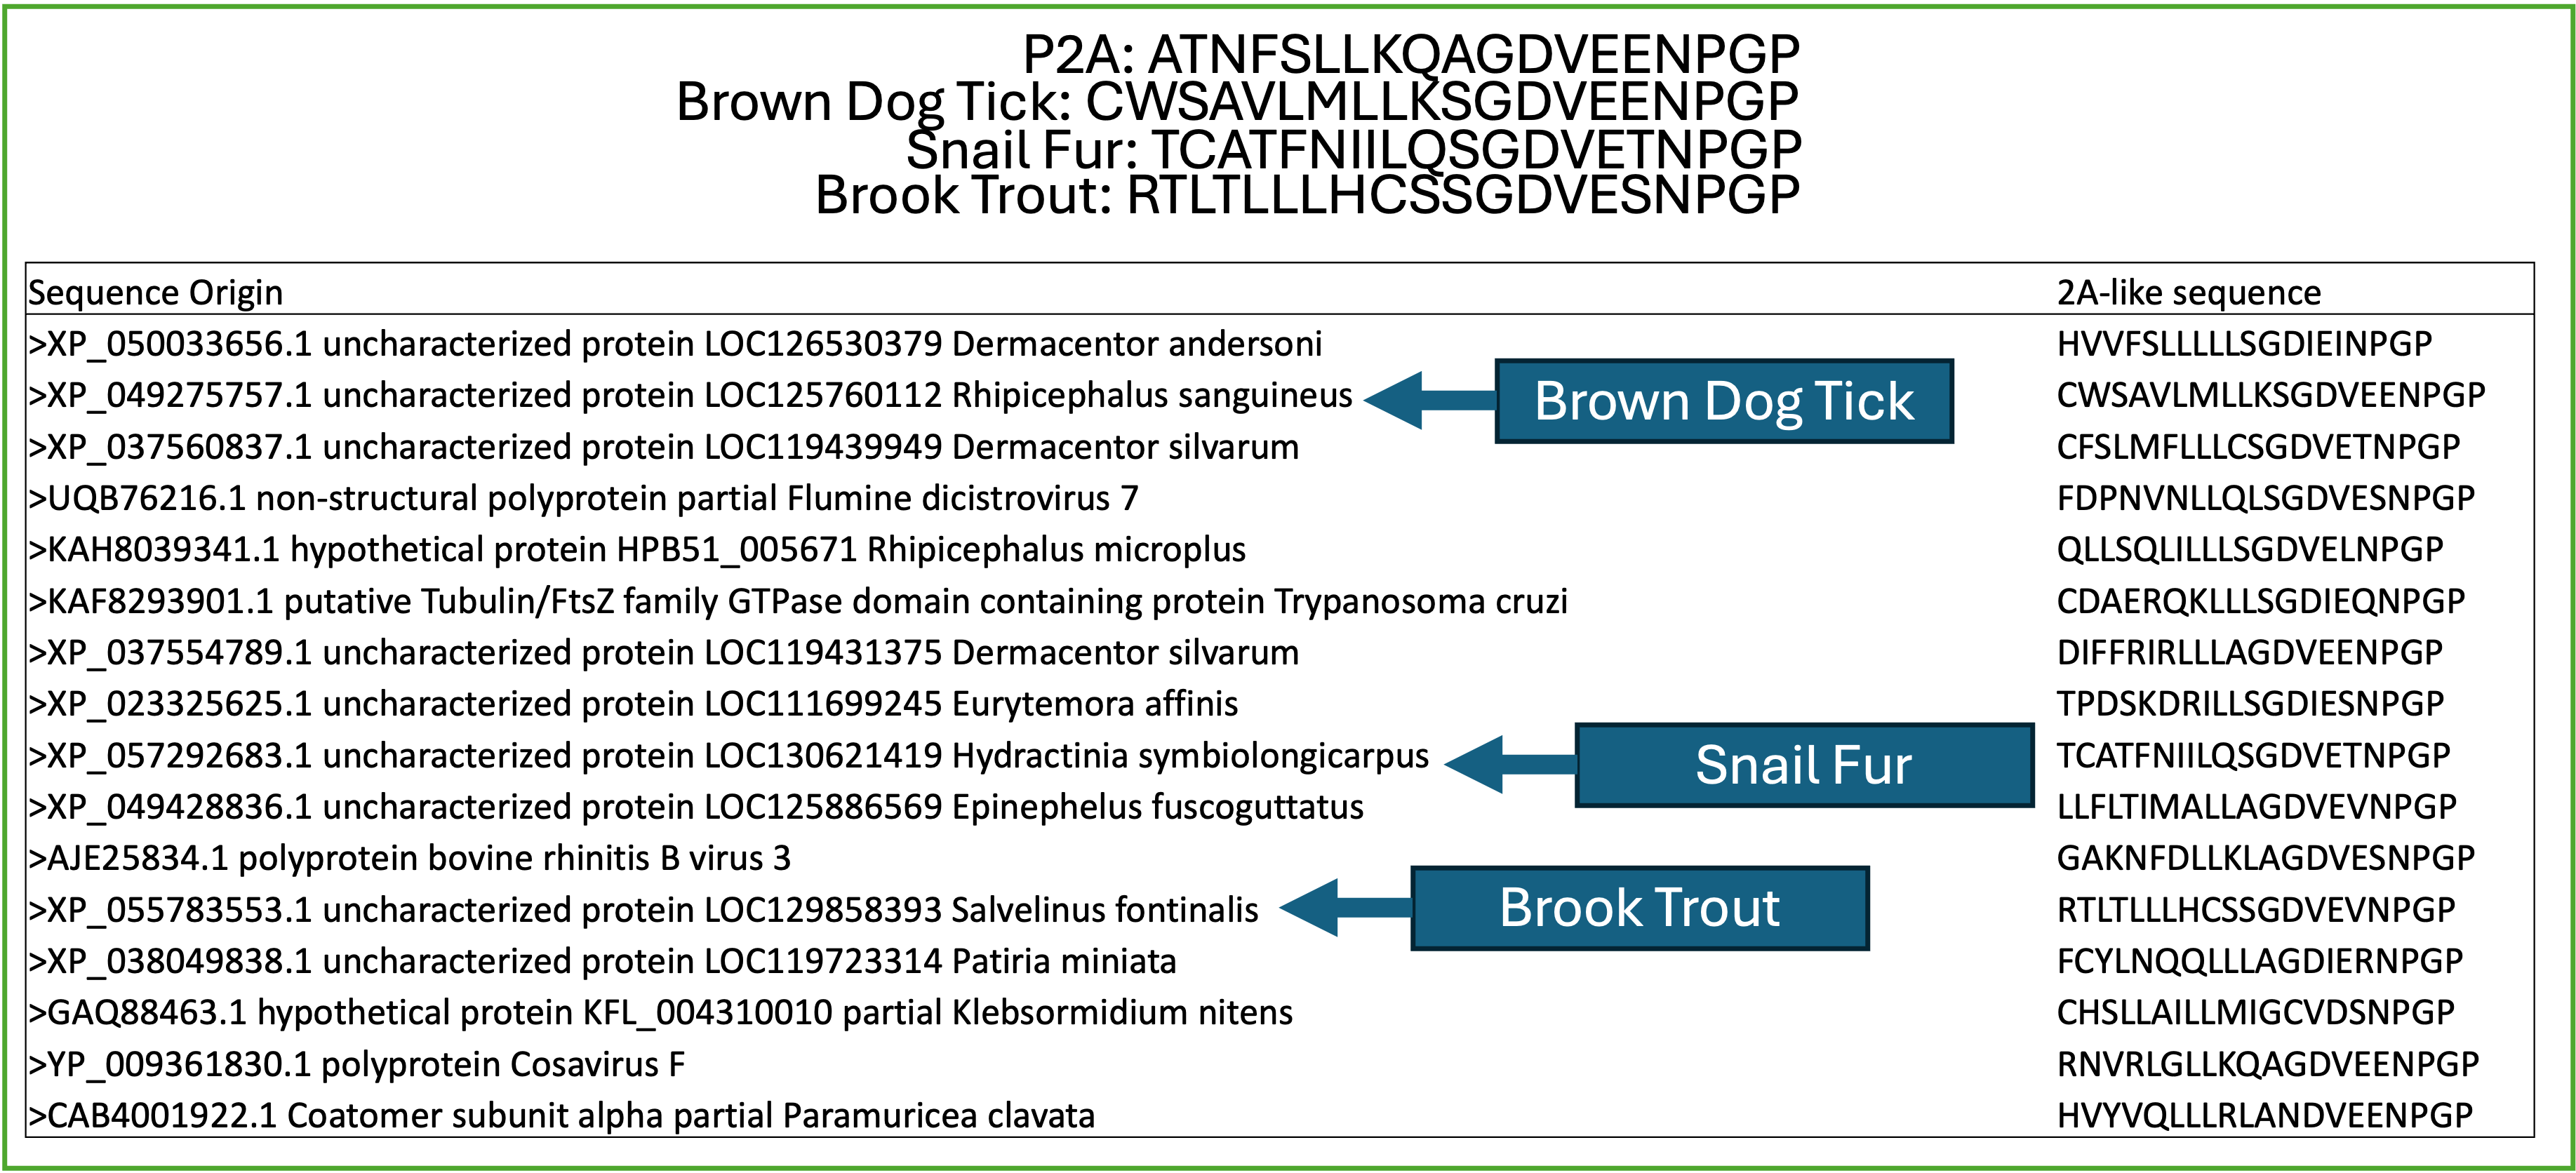 P2A: ATNFSLLKQAGDVEENPGP
Brown Dog Tick: CWSAVLMLLKSGDVEENPGP
Snail Fur: TCATFNIILQSGDVETNPGP
Brook Trout: RTLTLLLHCSSGDVESNPGP
Sequence Origin 2A-like sequence
>XP_050033656.1 uncharacterized protein LOC126530379 Dermacentor andersoni HVVFSLLLLLSGDIEINPGP
>XP_049275757.1 uncharacterized protein LOC125760112 Rhipicephalus sanguineus Brown Dog Tick CWSAVLMLLKSGDVEENPGP
>XP_037560837.1 uncharacterized protein LOC119439949 Dermacentor silvarum CFSLMFLLLCSGDVETNPGP
>UQB76216.1 non-structural polyprotein partial Flumine dicistrovirus 7 FDPNVNLLQLSGDVESNPGP
>KAH8039341.1 hypothetical protein HPB51_005671 Rhipicephalus microplus QLLSQLILLLSGDVELNPGP
>KAF8293901.1 putative Tubulin/FtsZ family GTPase domain containing protein Trypanosoma cruzi CDAERQKLLLSGDIEQNPGP
>XP_037554789.1 uncharacterized protein LOC119431375 Dermacentor silvarum DIFFRIRLLLAGDVEENPGP
>XP_023325625.1 uncharacterized protein LOC111699245 Eurytemora affinis TPDSKDRILLSGDIESNPGP
>XP_057292683.1 uncharacterized protein LOC130621419 Hydractinia symbiolongicarpus Snail Fur TCATFNIILQSGDVETNPGP
>XP_049428836.1 uncharacterized protein LOC125886569 Epinephelus fuscoguttatus LLFLTIMALLAGDVEVNPGP
>AJE25834.1 polyprotein bovine rhinitis B virus 3 GAKNFDLLKLAGDVESNPGP
>XP_055783553.1 uncharacterized protein LOC129858393 Salvelinus fontinalis Brook Trout RTLTLLLHCSSGDVEVNPGP
>XP_038049838.1 uncharacterized protein LOC119723314 Patiria miniata FCYLNQQLLLAGDIERNPGP
>GAQ88463.1 hypothetical protein KFL_004310010 partial Klebsormidium nitens CHSLLAILLMIGCVDSNPGP
>YP_009361830.1 polyprotein Cosavirus F RNVRLGLLKQAGDVEENPGP
>CAB4001922.1 Coatomer subunit alpha partial Paramuricea clavata HVYVQLLLRLANDVEENPGP